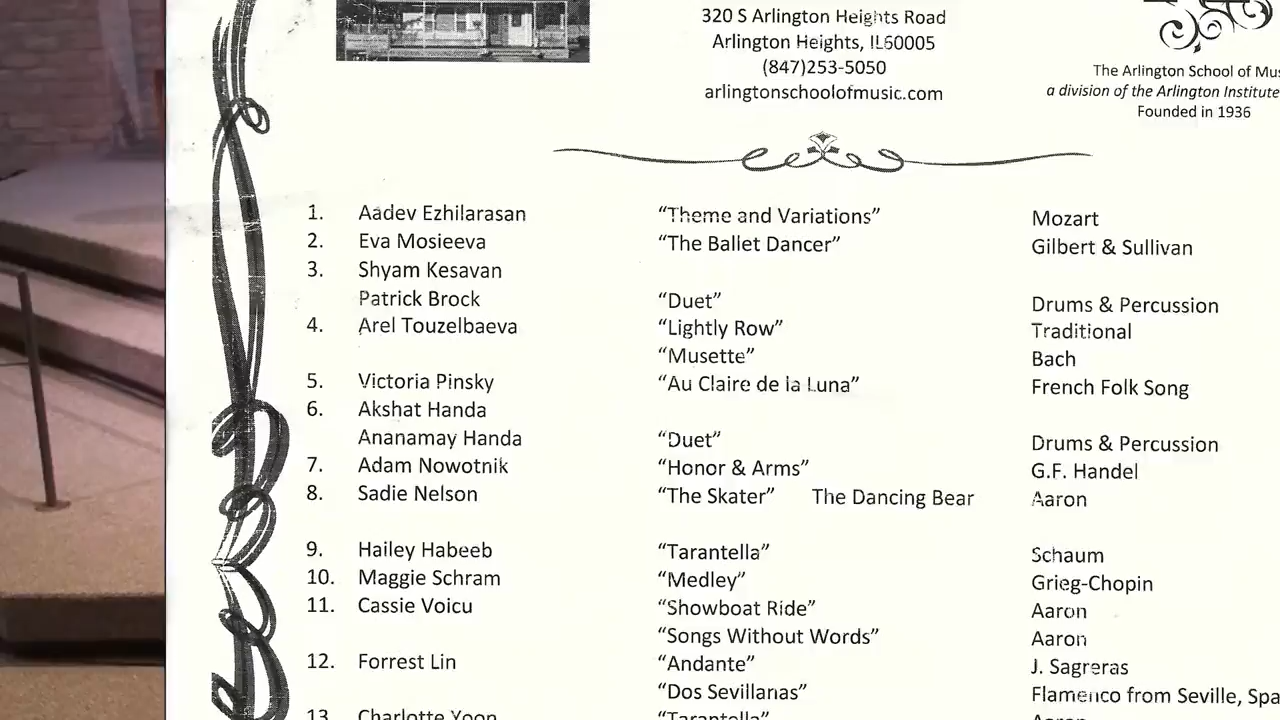 320 S Arlington Heights Road
Arlington Heights, IL60005
(847)253-5050
arlingtonschoolofmusic.com
The Arlington School of
a division of the Arlington Institute
Founded in 1936
1. Aadev Ezhilarasan “Theme and Variations” Mozart
2. Eva Mosieeva “The Ballet Dancer” Gilbert & Sullivan
3. Shyam Kesavan
Patrick Brock “Duet” Drums & Percussion
4. Arel Touzelbaeva “Lightly Row” Traditional
“Musette” Bach
5. Victoria Pinsky “Au Claire de la Luna” French Folk Song
6. Akshat Handa
Ananamay Handa “Duet” Drums & Percussion
7. Adam Nowotnik “Honor & Arms” G.F. Handel
8. Sadie Nelson “The Skater” The Dancing Bear Aaron
9. Hailey Habeeb “Tarantella” Schaum
10. Maggie Schram “Medley” Grieg-Chopin
11. Cassie Voicu “Showboat Ride” Aaron
“Songs Without Words” Aaron
12. Forrest Lin “Andante” J. Sagreras
“Dos Sevillanas” Flamenco from Seville,
13. Charlotte Yoon “Tarantella” Aaron